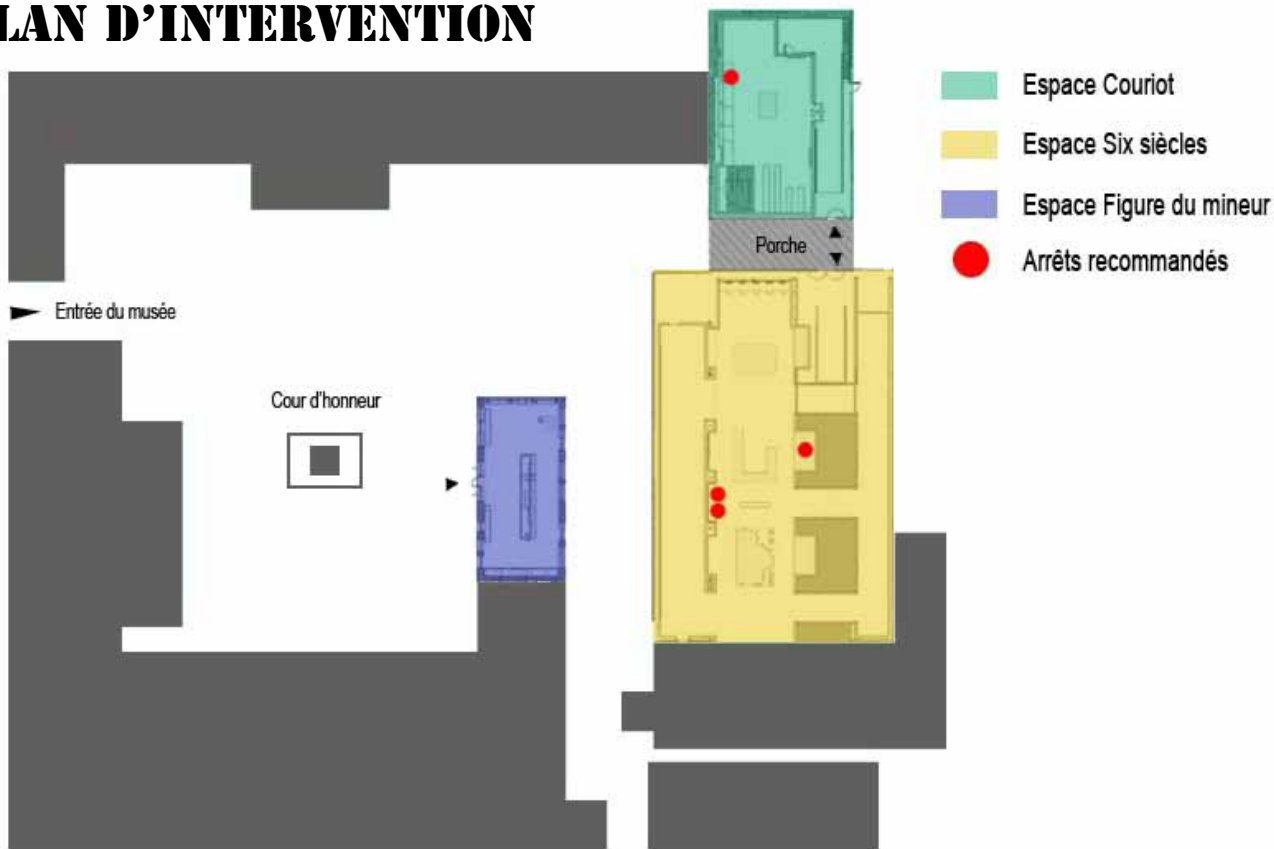 LAN D'INTERVENTION
Espace Couriot
Espace Six siècles
Espace Figure du mineur
Arrêts recommandés
Porche
Entrée du musée
Cour d'honneur